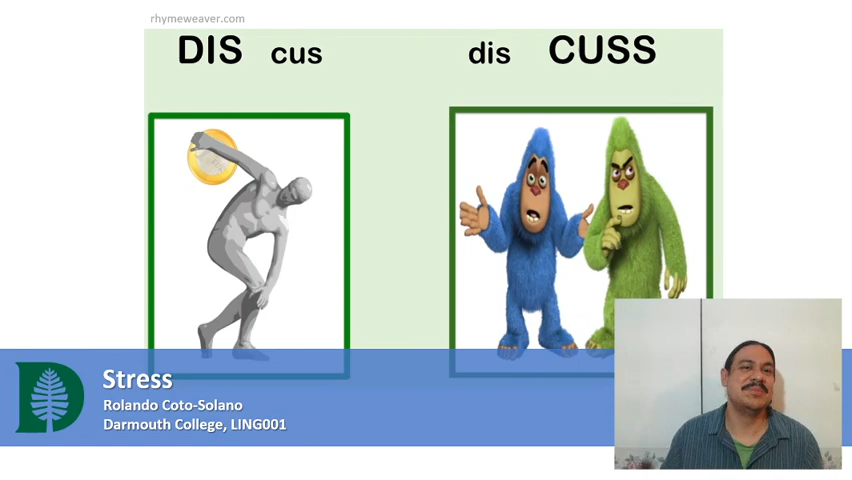 rhymeweaver.com
DIS cus dis CUSS
Stress
Rolando Coto-Solano
Darmouth College, LING001